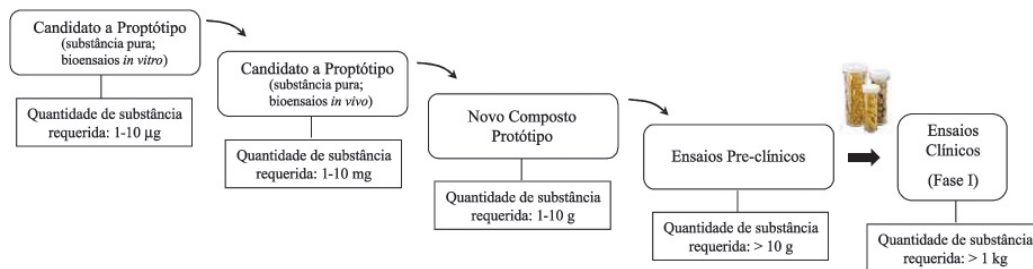 Candidato a Proptótipo
(substância pura;
bioensaios in vitro)
Quantidade de substância
requerida: 1-10 μg
Candidato a Proptótipo
(substância pura;
bioensaios in vivo)
Quantidade de substância
requerida: 1-10 mg
Novo Composto
Protótipo
Quantidade de substância
requerida: 1-10 g
Ensaios Pre-clínicos
Quantidade de substância
requerida: > 10 g
Ensaios
Clínicos
(Fase I)
Quantidade de substância
requerida: > 1 kg